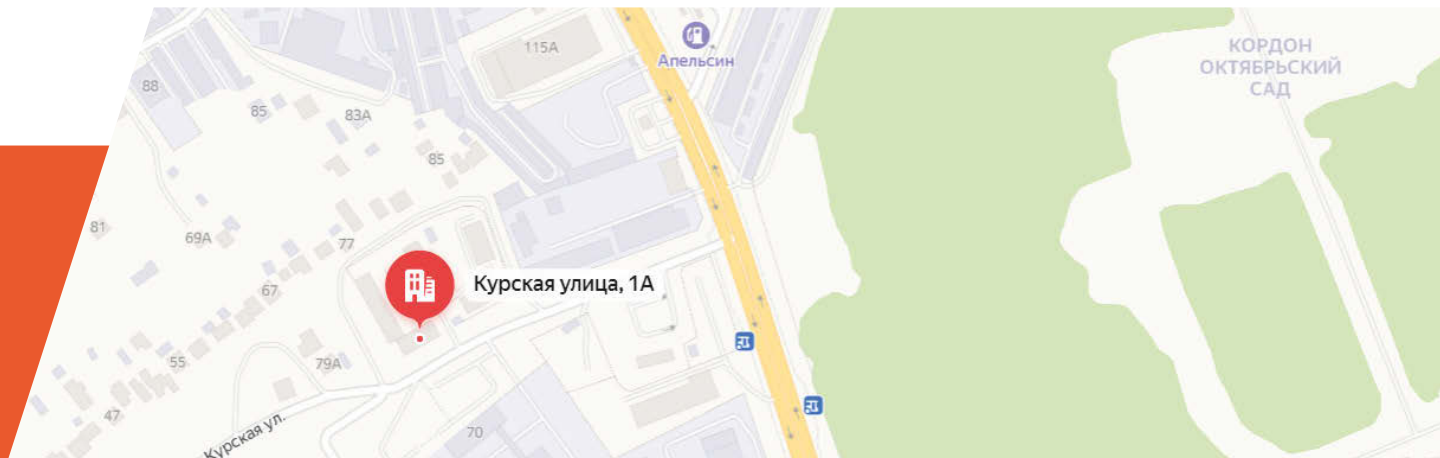 115А
Апельсин
КОРДОН
ОКТЯБРЬСКИЙ
САД
88
85
83А
85
81
69А
77
Курская улица, 1А
67
55
79А
47
Курская ул.
70